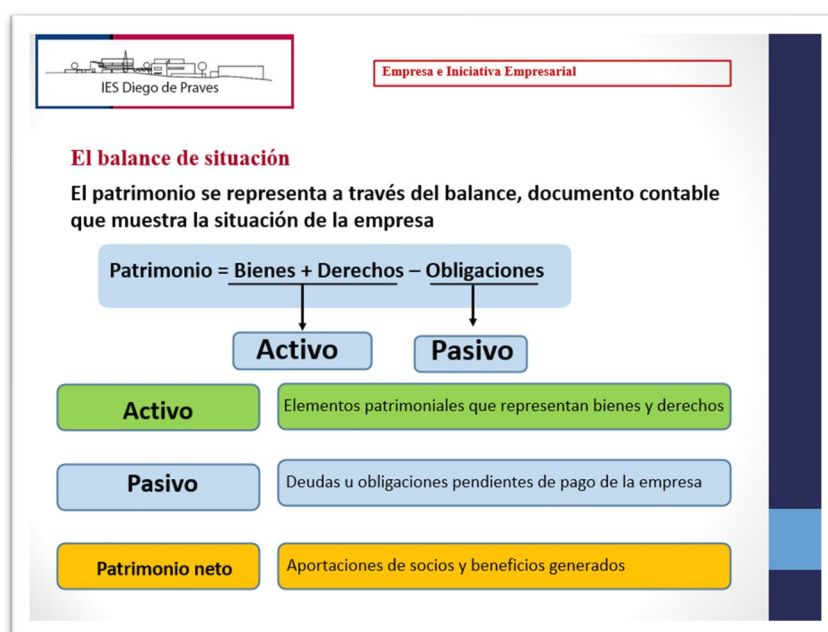 IES Diego de Praves
Empresa e Iniciativa Empresarial
El balance de situación
El patrimonio se representa a través del balance, documento contable
que muestra la situación de la empresa
Patrimonio = Bienes + Derechos – Obligaciones
Activo
Pasivo
Activo
Elementos patrimoniales que representan bienes y derechos
Pasivo
Deudas u obligaciones pendientes de pago de la empresa
Patrimonio neto
Aportaciones de socios y beneficios generados